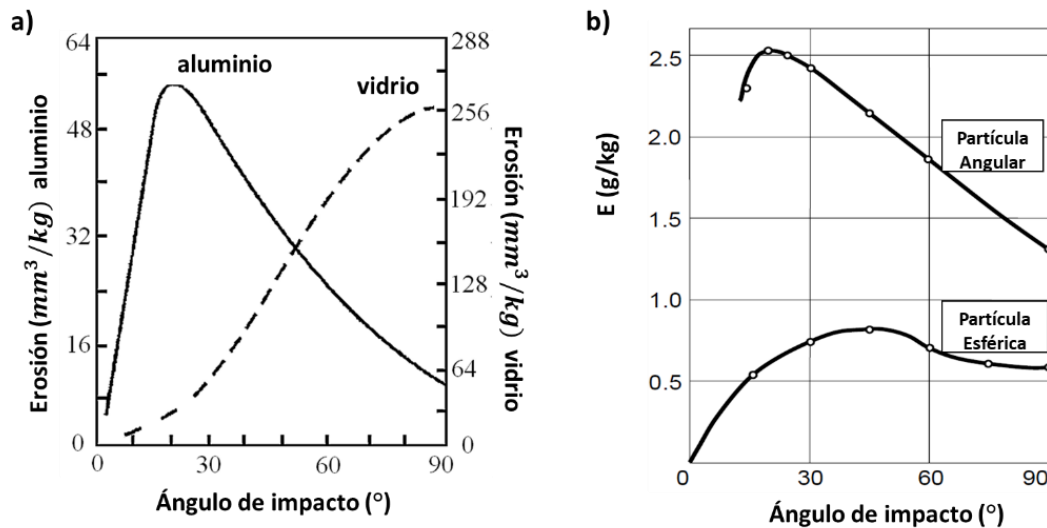 a)
64
48
32
16
0
Erosión (mm³/kg) aluminio
aluminio
vidrio
288
256
192
128
64
0
Erosión (mm³/kg) vidrio
0 30 60 90
Ángulo de impacto (°)
b)
2.5
2.0
1.5
1.0
0.5
E (g/kg)
Partícula
Angular
Partícula
Esférica
0 30 60 90
Ángulo de impacto (°)